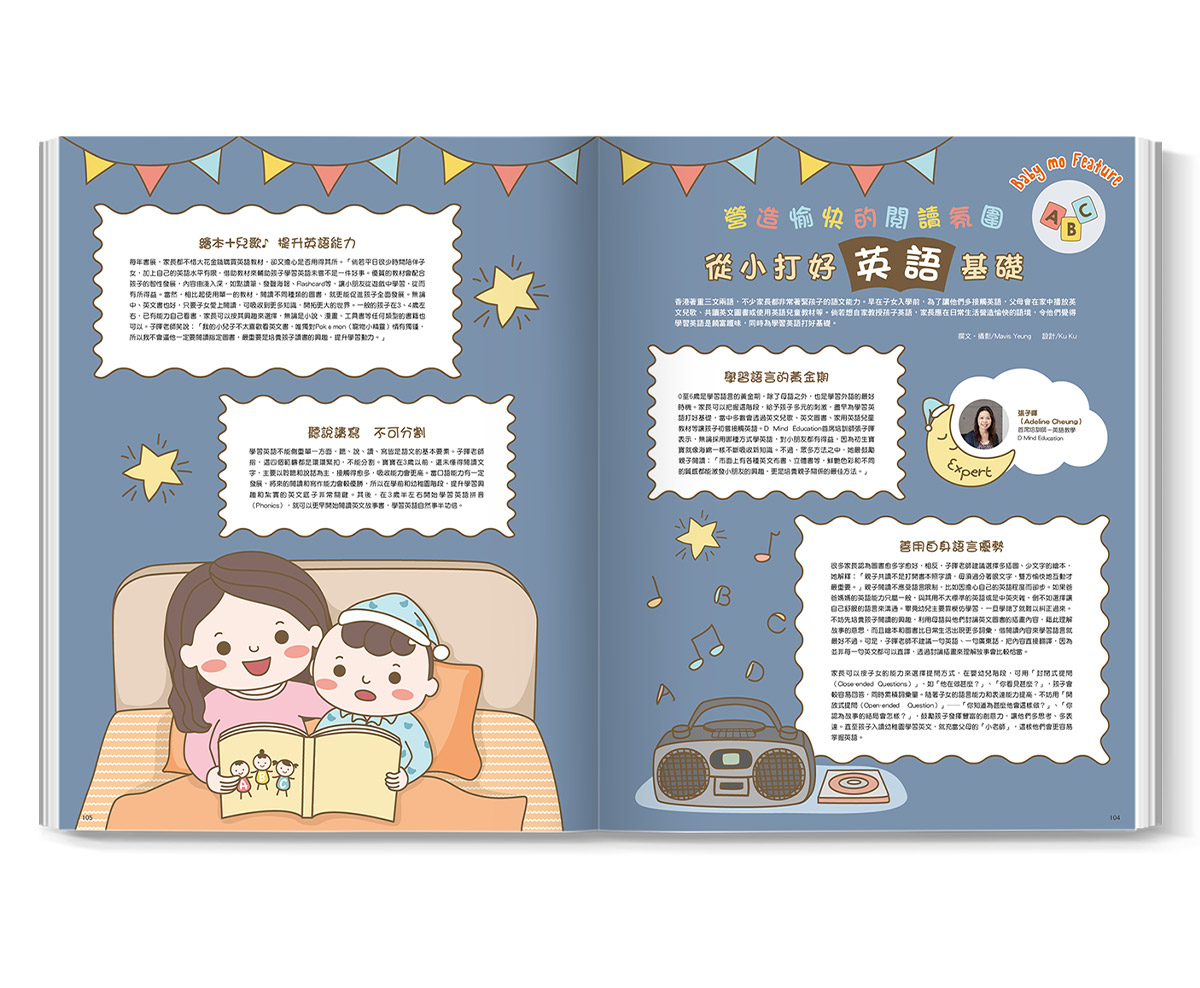 Baby mo Feature
A B C
營造愉快的閱讀氛圍
從小打好英語基礎
香港著重三文兩語，不少家長都非常著緊孩子的語文能力。早在子女入學前，為了讓他們多接觸英語，父母會在家中播放英
文兒歌、共讀英文圖書或使用英語兒童教材等。倘若想自家教授孩子英語，家長應在日常生活營造愉快的語境，令他們覺得
學習英語是饒富趣味，同時為學習英語打好基礎。
撰文、攝影/Mavis Yeung 設計/Ku Ku
學習語言的黃金期
0至6歲是學習語言的黃金期，除了母語之外，也是學習外語的最好
時機。家長可以把握這階段，給予孩子多元的刺激，盡早為學習英
語打好基礎，當中多數會透過英文兒歌、英文圖書、家用英語兒童
教材等讓孩子初嘗接觸英語。D Mind Education首席培訓師張子暉
表示，無論採用哪種方式學英語，對小朋友都有得益，因為初生寶
寶就像海綿一樣不斷吸收新知識。不過，眾多方法之中，她最鼓勵
親子閱讀：「市面上有各種英文布書、立體書等，鮮艷色彩和不同
的質感都能激發小朋友的興趣，更是培養親子關係的最佳方法。」
張子暉
（Adeline Cheung）
首席培訓師－英語教學
D Mind Education
Expert
善用自身語言優勢
很多家長認為圖書愈多字愈好，相反，子暉老師建議選擇多插圖、少文字的繪本，
她解釋：「親子共讀不是打開書本照字讀，毋須過分著眼文字，雙方愉快地互動才
最重要。」親子閱讀不應受語言限制，比如因擔心自己的英語程度而卻步。如果爸
爸媽媽的英語能力只屬一般，與其用不太標準的英語或是中英夾雜，倒不如選擇讓
自己舒服的語言來溝通。畢竟幼兒主要靠模仿學習，一旦學錯了就難以糾正過來。
不妨先培養孩子閱讀的興趣，利用母語與他們討論英文圖書的插畫內容，藉此理解
故事的意思，而且繪本和圖書比日常生活出現更多詞彙，借閱讀內容來學習語言就
最好不過。可是，子暉老師不建議一句英語、一句廣東話，把內容直接翻譯，因為
並非每一句英文都可以直譯，透過討論插畫來理解故事會比較恰當。
家長可以按子女的能力來選擇提問方式，在嬰幼兒階段，可用「封閉式提問
（Close-ended Questions）」，如「他在做甚麼？」、「你看見甚麼？」，孩子會
較容易回答，同時累積詞彙量。隨著子女的語言能力和表達能力提高，不妨用「開
放式提問（Open-ended Question）」──「你知道為甚麼他會這樣做？」、「你
認為故事的結局會怎樣？」，鼓勵孩子發揮豐富的創意力，讓他們多思考、多表
達。直至孩子入讀幼稚園學習英文，就充當父母的「小老師」，這樣他們會更容易
掌握英語。
B
C
D
A
104
繪本＋兒歌♪ 提升英語能力
每年書展，家長都不惜大花金錢購買英語教材，卻又擔心是否用得其所。「倘若平日很少時間陪伴子
女，加上自己的英語水平有限，借助教材來輔助孩子學習英語未嘗不是一件好事。優質的教材會配合
孩子的智性發展，內容由淺入深，如點讀筆、發聲海報、Flashcard等，讓小朋友從遊戲中學習，從而
有所得益。當然，相比起使用單一的教材，閱讀不同種類的圖書，就更能促進孩子全面發展。無論
中、英文書也好，只要子女愛上閱讀，可吸收到更多知識，開拓更大的世界。一般的孩子在3、4歲左
右，已有能力自己看書，家長可以按其興趣來選擇，無論是小說、漫畫、工具書等任何類型的書籍也
可以。子暉老師笑說：「我的小兒子不太喜歡看英文書，唯獨對Pok e mon（寵物小精靈）情有獨鍾，
所以我不會逼他一定要閱讀指定圖書，最重要是培養孩子讀書的興趣，提升學習動力。」
聽說讀寫 不可分割
學習英語不能側重單一方面，聽、說、讀、寫皆是語文的基本要素。子暉老師
指，這四個範疇都是環環緊扣，不能分割。寶寶在3歲以前，還未懂得閱讀文
字，主要以聆聽和說話為主，接觸得愈多，吸收能力會更高。當口語能力有一定
發展，將來的閱讀和寫作能力會較優勝，所以在學前和幼稚園階段，提升學習興
趣和紮實的英文底子非常關鍵。其後，在3歲半左右開始學習英語拼音
（Phonics），就可以更早開始閱讀英文故事書，學習英語自然事半功倍。
105